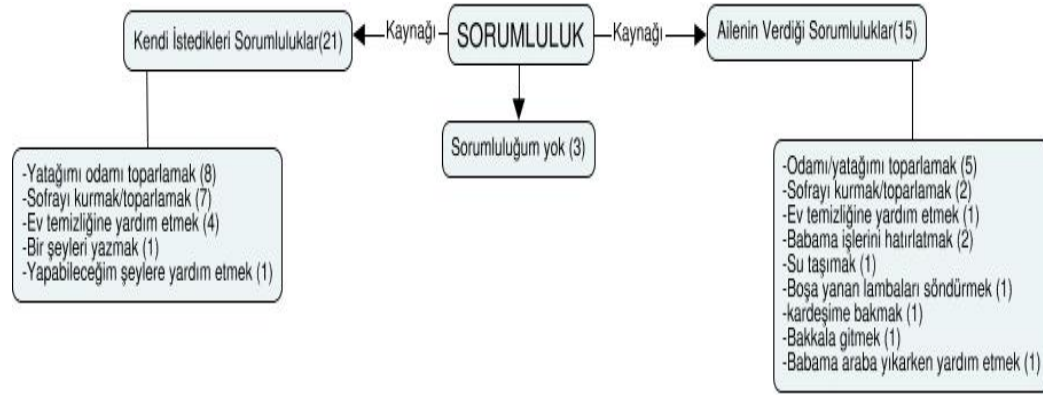 SORUMLULUK
Kaynağı
Kendi İstedikleri Sorumluluklar(21)
-Yatağımı odamı toparlamak (8)
-Sofrayı kurmak/toparlamak (7)
-Ev temizliğine yardım etmek (4)
-Bir şeyleri yazmak (1)
-Yapabileceğim şeylere yardım etmek (1)
Sorumluluğum yok (3)
Kaynağı
Ailenin Verdiği Sorumluluklar(15)
-Odamı/yatağımı toparlamak (5)
-Sofrayı kurmak/toparlamak (2)
-Ev temizliğine yardım etmek (1)
-Babama işlerini hatırlatmak (2)
-Su taşımak (1)
-Boşa yanan lambaları söndürmek (1)
-kardeşime bakmak (1)
-Bakkala gitmek (1)
-Babama araba yıkarken yardım etmek (1)